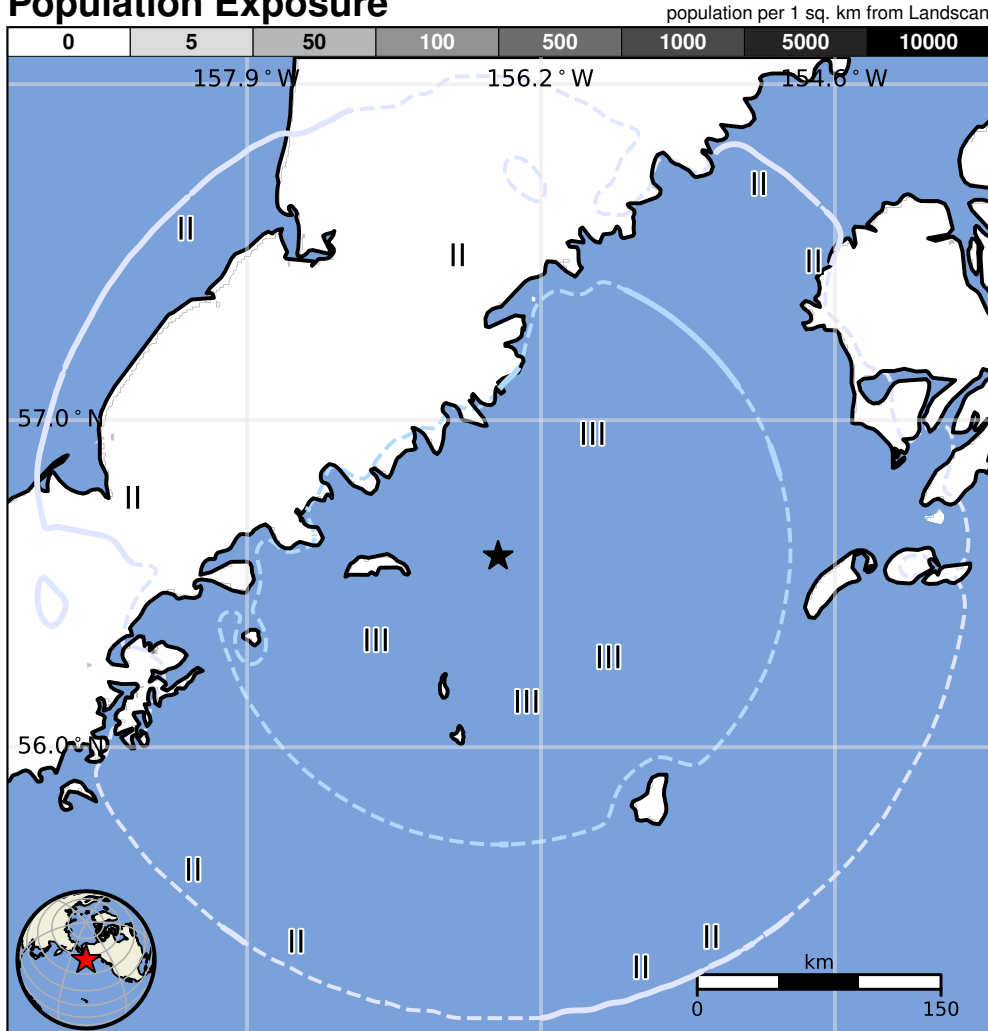 Population Exposure
population per 1 sq. km from Landscan
0 5 50 100 500 1000 5000 10000
157.9°W 156.2°W 154.6°W
II
II
II
II
57.0°N
III
II
III
III
III
56.0°N
II
II
II
II
km
0 150